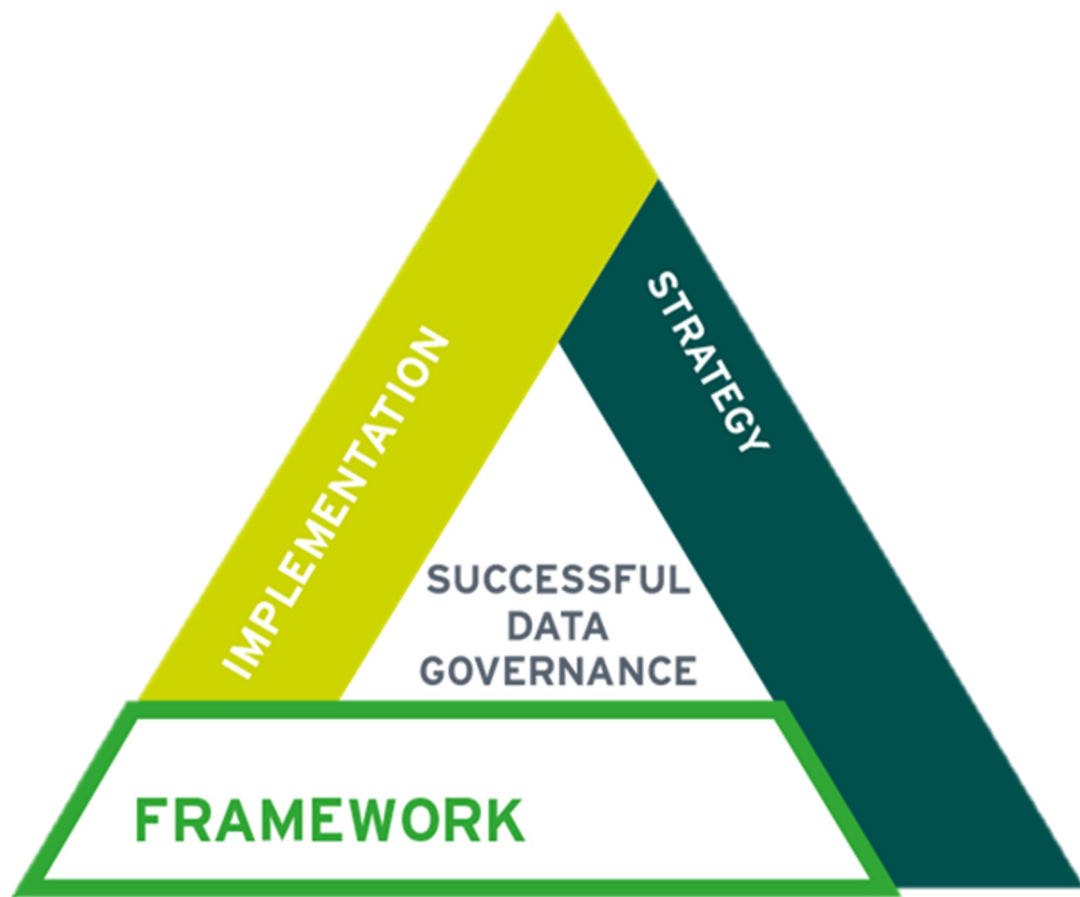 STRATEGY
IMPLEMENTATION
SUCCESSFUL
DATA
GOVERNANCE
FRAMEWORK